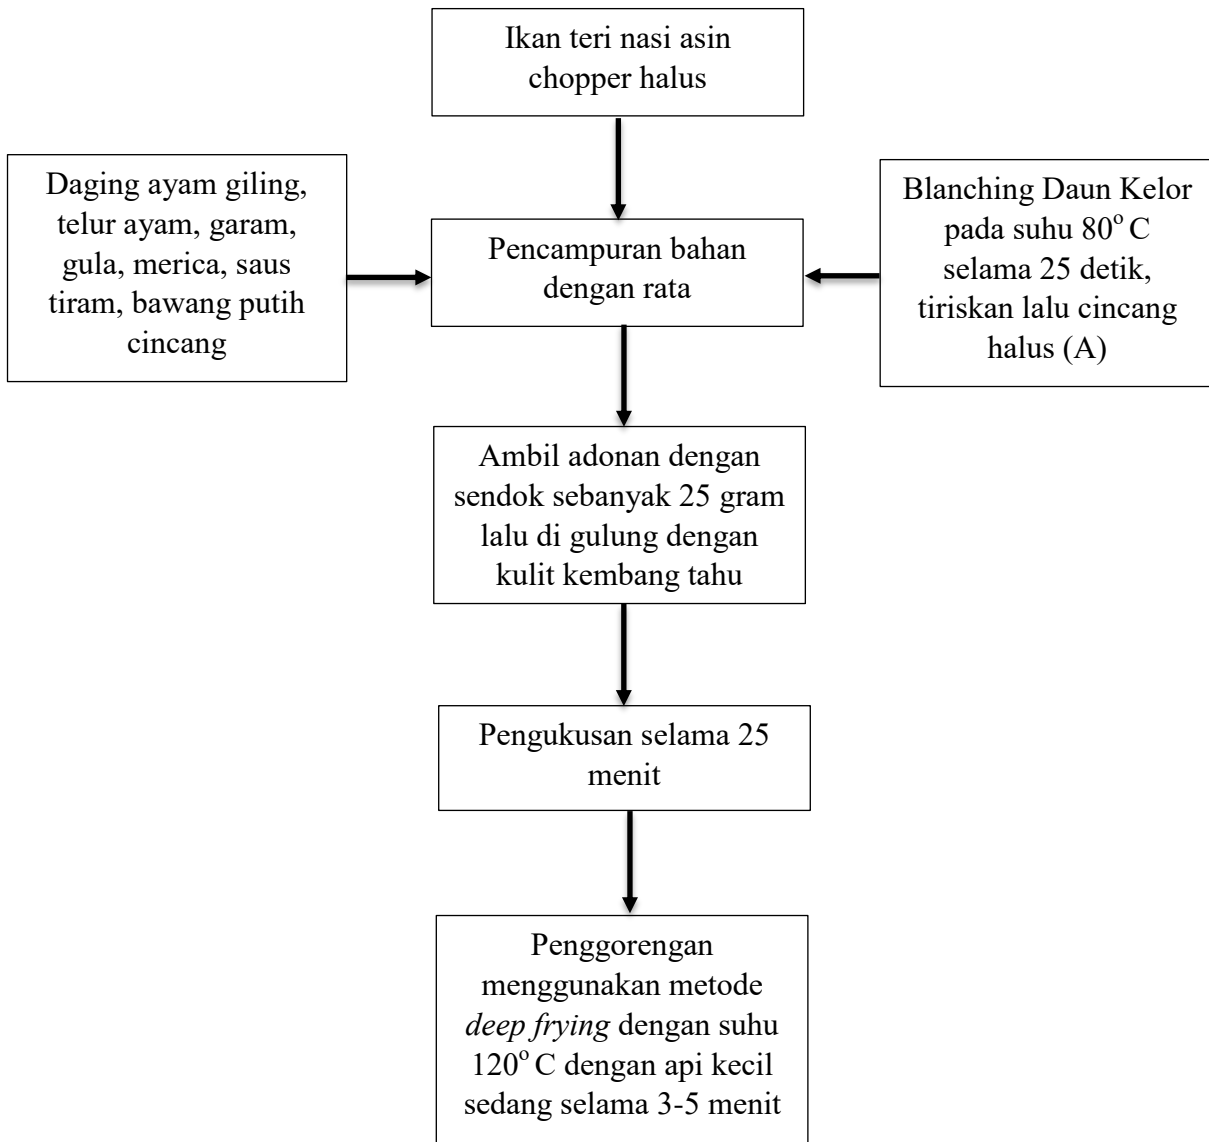 Ikan teri nasi asin
chopper halus
Daging ayam giling,
telur ayam, garam,
gula, merica, saus
tiram, bawang putih
cincang
Pencampuran bahan
dengan rata
Blanching Daun Kelor
pada suhu 80° C
selama 25 detik,
tiriskan lalu cincang
halus (A)
Ambil adonan dengan
sendok sebanyak 25 gram
lalu di gulung dengan
kulit kembang tahu
Pengukusan selama 25
menit
Penggorengan
menggunakan metode
deep frying dengan suhu
120° C dengan api kecil
sedang selama 3-5 menit